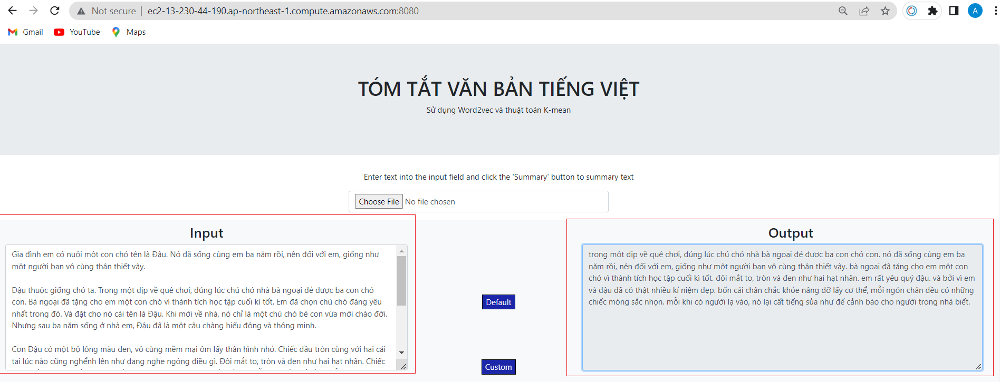 Not secure
ec2-13-230-44-190.ap-northeast-1.compute.amazonaws.com:8080
A
Gmail
YouTube
Maps
TÓM TẮT VĂN BẢN TIẾNG VIỆT
Sử dụng Word2vec và thuật toán K-mean
Enter text into the input field and click the 'Summary' button to summary text
Choose File No file chosen
Input
Gia đình em có nuôi một con chó tên là Đậu. Nó đã sống cùng em ba năm rồi, nên đối với em, giống như
một người bạn vô cùng thân thiết vậy.
Đậu thuộc giống chó ta. Trong một dịp về quê chơi, đúng lúc chú chó nhà bà ngoại đẻ được ba con chó
con. Bà ngoại đã tặng cho em một con chó vì thành tích học tập cuối kì tốt. Em đã chọn chú chó đáng yêu
nhất trong đó. Và đặt cho nó cái tên là Đậu. Khi mới về nhà, nó chỉ là một chú chó bé con vừa mới chào đời.
Nhưng sau ba năm sống ở nhà em, Đậu đã là một cậu chàng hiếu động và thông minh.
Con Đậu có một bộ lông màu đen, vô cùng mềm mại ôm lấy thân hình nhỏ. Chiếc đầu tròn cùng với hai cái
tai lúc nào cũng nghểnh lên như đang nghe ngóng điều gì. Đôi mắt to, tròn và đen như hai hạt nhãn. Chiếc
Default
Custom
Output
trong một dịp về quê chơi, đúng lúc chú chó nhà bà ngoại đẻ được ba con chó con. nó đã sống cùng em ba
năm rồi, nên đối với em, giống như một người bạn vô cùng thân thiết vậy. bà ngoại đã tặng cho em một con
chó vì thành tích học tập cuối kì tốt. đôi mắt to, tròn và đen như hai hạt nhãn. em rất yêu quý đậu. và bởi vì em
và đậu đã có thật nhiều kỉ niệm đẹp. bốn cái chân chắc khỏe nâng đỡ lấy cơ thể, mỗi ngón chân đều có những
chiếc móng sắc nhọn. mỗi khi có người lạ vào, nó lại cất tiếng sủa như để cảnh báo cho người trong nhà biết.